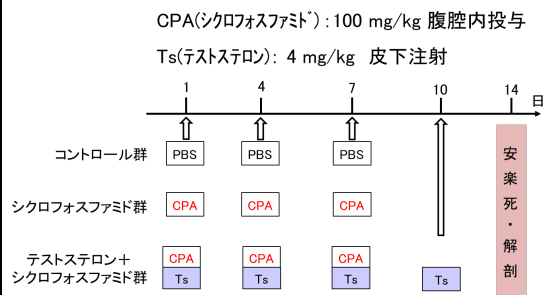 CPA(シクロフォスファミド):100 mg/kg 腹腔内投与
Ts(テストステロン): 4 mg/kg 皮下注射
1 4 7 10 14
日
コントロール群 PBS PBS PBS
シクロフォスファミド群 CPA CPA CPA
テストステロン+ CPA CPA CPA
シクロフォスファミド群 Ts Ts Ts Ts
安楽死・解剖